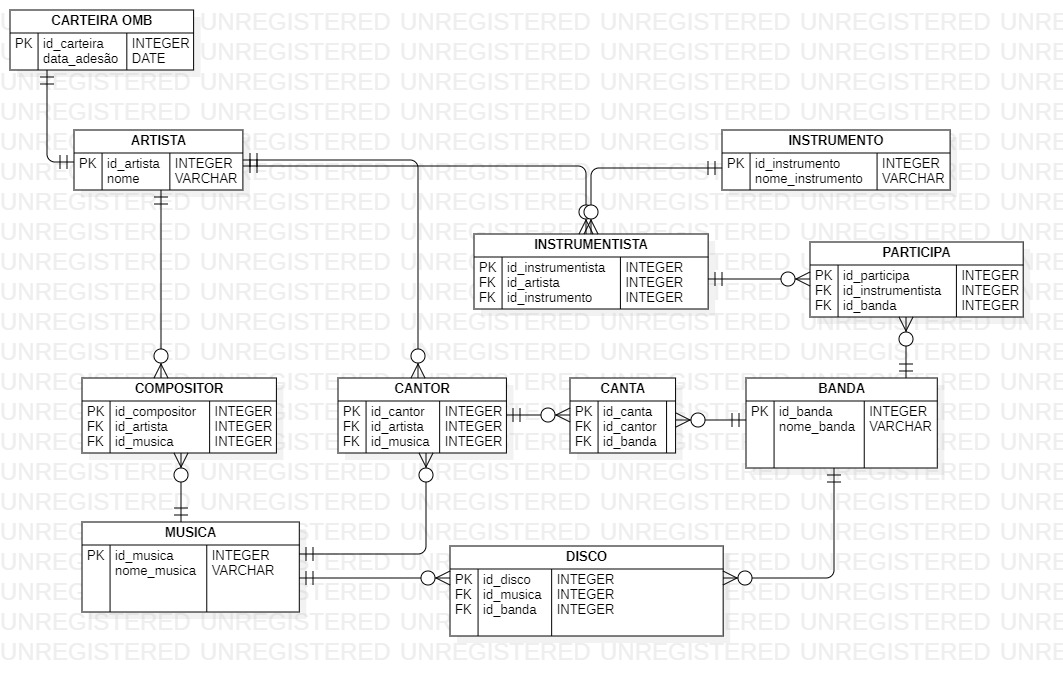 CARTEIRA OMB
PK id_carteira INTEGER
data_adesão DATE
ARTISTA
PK id_artista INTEGER
nome VARCHAR
INSTRUMENTO
PK id_instrumento INTEGER
nome_instrumento VARCHAR
INSTRUMENTISTA
PK id_instrumentista INTEGER
FK id_artista INTEGER
FK id_instrumento INTEGER
PARTICIPA
PK id_participa INTEGER
FK id_instrumentista INTEGER
FK id_banda INTEGER
COMPOSITOR
PK id_compositor INTEGER
FK id_artista INTEGER
FK id_musica INTEGER
CANTOR
PK id_cantor INTEGER
FK id_artista INTEGER
FK id_musica INTEGER
CANTA
PK id_canta
FK id_cantor
FK id_banda
BANDA
PK id_banda INTEGER
nome_banda VARCHAR
MUSICA
PK id_musica INTEGER
nome_musica VARCHAR
DISCO
PK id_disco INTEGER
FK id_musica INTEGER
FK id_banda INTEGER
UNREGISTERED